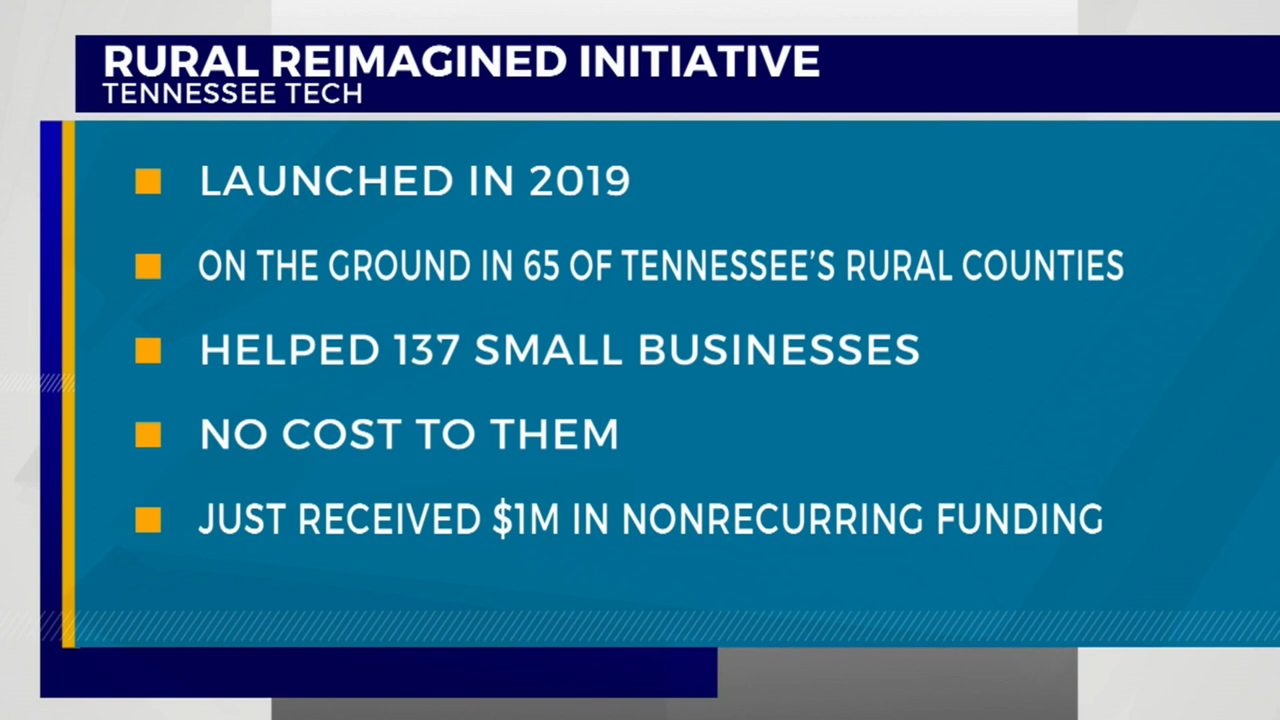 RURAL REIMAGINED INITIATIVE
TENNESSEE TECH
LAUNCHED IN 2019
ON THE GROUND IN 65 OF TENNESSEE'S RURAL COUNTIES
HELPED 137 SMALL BUSINESSES
NO COST TO THEM
JUST RECEIVED $1M IN NONRECURRING FUNDING